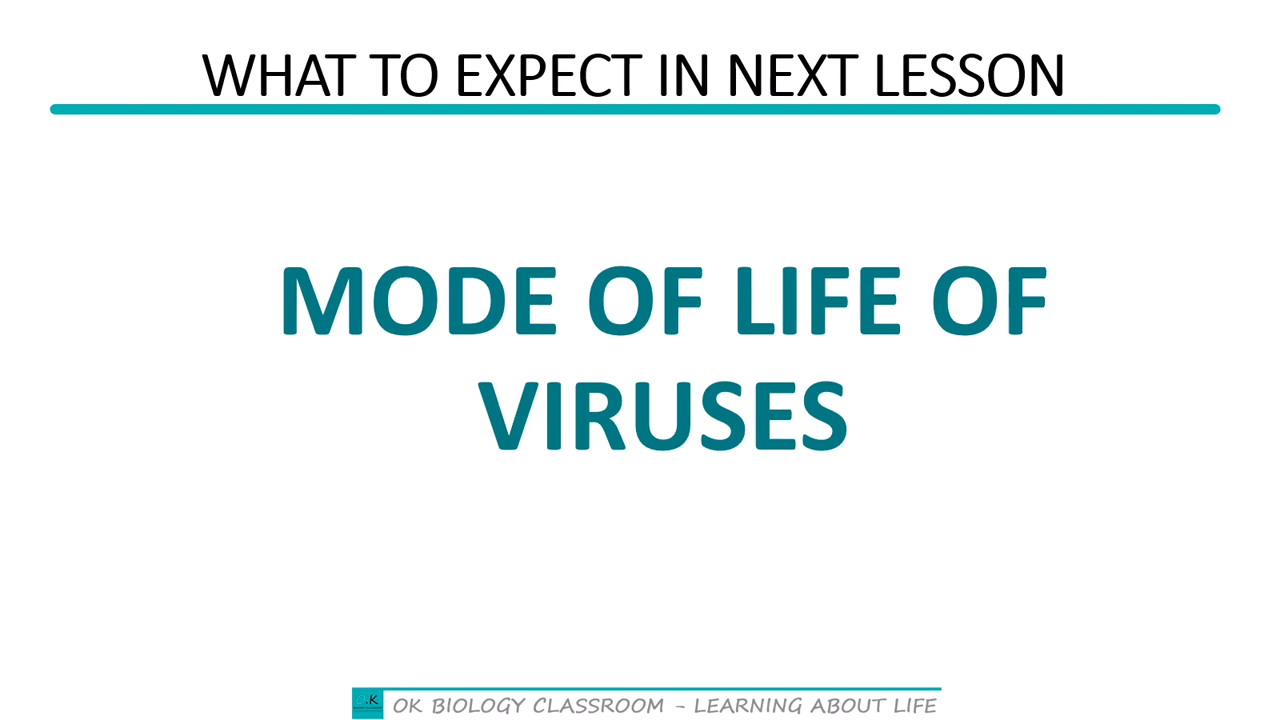 WHAT TO EXPECT IN NEXT LESSON
MODE OF LIFE OF
VIRUSES
OK BIOLOGY CLASSROOM - LEARNING ABOUT LIFE